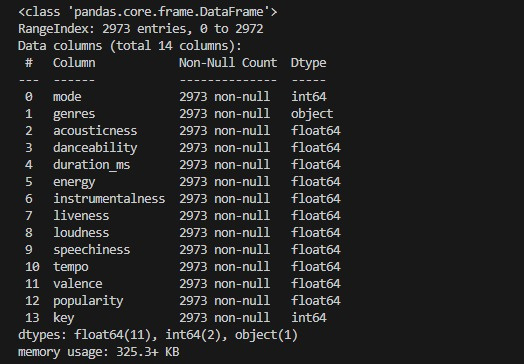 <class 'pandas.core.frame.DataFrame'>
RangeIndex: 2973 entries, 0 to 2972
Data columns (total 14 columns):
 #   Column            Non-Null Count  Dtype
---  ------            --------------  -----
 0   mode              2973 non-null   int64
 1   genres            2973 non-null   object
 2   acousticness      2973 non-null   float64
 3   danceability      2973 non-null   float64
 4   duration_ms       2973 non-null   float64
 5   energy            2973 non-null   float64
 6   instrumentalness  2973 non-null   float64
 7   liveness          2973 non-null   float64
 8   loudness          2973 non-null   float64
 9   speechiness       2973 non-null   float64
 10  tempo             2973 non-null   float64
 11  valence           2973 non-null   float64
 12  popularity        2973 non-null   float64
 13  key               2973 non-null   int64
dtypes: float64(11), int64(2), object(1)
memory usage: 325.3+ KB